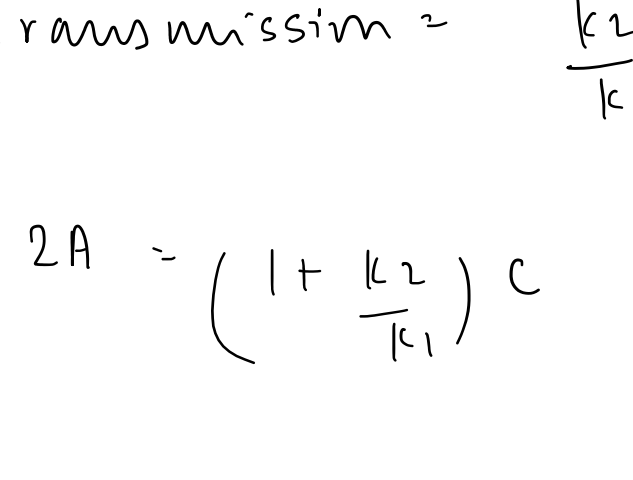 ransmission = k2/k
2A = (1 + k2/k1) C